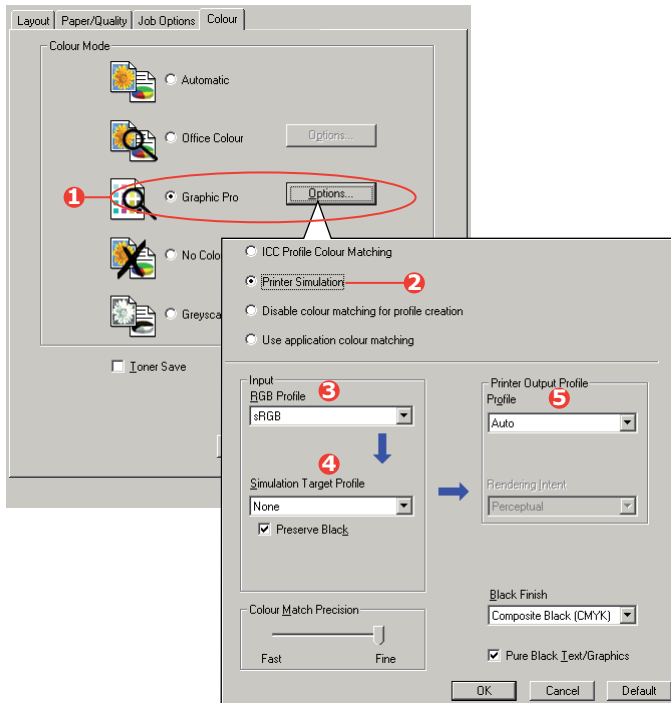 Layout Paper/Quality Job Options Colour
Colour Mode
Automatic
Office Colour Options...
1 Graphic Pro Options...
No Colo
Greysca
Toner Save
ICC Profile Colour Matching
Printer Simulation 2
Disable colour matching for profile creation
Use application colour matching
Input
RGB Profile 3
sRGB
4
Simulation Target Profile
None
Preserve Black
Colour Match Precision
Fast Fine
Printer Output Profile
Profile 5
Auto
Rendering Intent
Perceptual
Black Finish
Composite Black (CMYK)
Pure Black Text/Graphics
OK Cancel Default